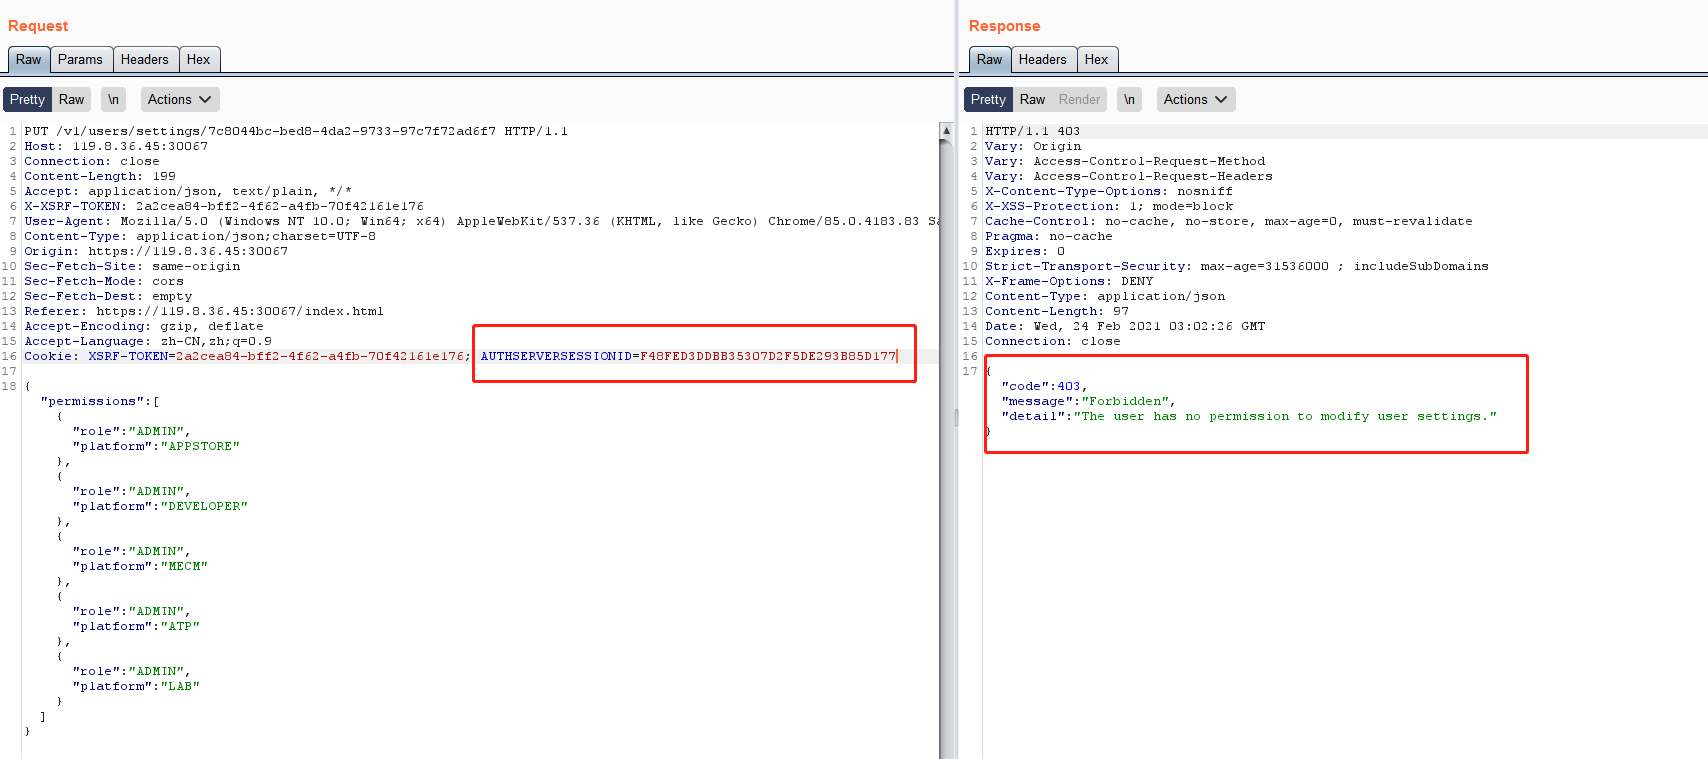 Request
Raw Params Headers Hex
Pretty Raw \n Actions
1 PUT /v1/users/settings/7c8044bc-bed8-4da2-9733-97c7f72ad6f7 HTTP/1.1
2 Host: 119.8.36.45:30067
3 Connection: close
4 Content-Length: 199
5 Accept: application/json, text/plain, */*
6 X-XSRF-TOKEN: 2a2cea84-bff2-4f62-a4fb-70f42161e176
7 User-Agent: Mozilla/5.0 (Windows NT 10.0; Win64; x64) AppleWebKit/537.36 (KHTML, like Gecko) Chrome/85.0.4183.83 Sa
8 Content-Type: application/json;charset=UTF-8
9 Origin: https://119.8.36.45:30067
10 Sec-Fetch-Site: same-origin
11 Sec-Fetch-Mode: cors
12 Sec-Fetch-Dest: empty
13 Referer: https://119.8.36.45:30067/index.html
14 Accept-Encoding: gzip, deflate
15 Accept-Language: zh-CN,zh;q=0.9
16 Cookie: XSRF-TOKEN=2a2cea84-bff2-4f62-a4fb-70f42161e176; AUTHSERVERSESSIONID=F48FED3DDBB35307D2F5DE293B85D177
17
18 {
"permissions":[
{
"role":"ADMIN",
"platform":"APPSTORE"
},
{
"role":"ADMIN",
"platform":"DEVELOPER"
},
{
"role":"ADMIN",
"platform":"MECM"
},
{
"role":"ADMIN",
"platform":"ATP"
},
{
"role":"ADMIN",
"platform":"LAB"
}
]
}
Response
Raw Headers Hex
Pretty Raw Render \n Actions
1 HTTP/1.1 403
2 Vary: Origin
3 Vary: Access-Control-Request-Method
4 Vary: Access-Control-Request-Headers
5 X-Content-Type-Options: nosniff
6 X-XSS-Protection: 1; mode=block
7 Cache-Control: no-cache, no-store, max-age=0, must-revalidate
8 Pragma: no-cache
9 Expires: 0
10 Strict-Transport-Security: max-age=31536000 ; includeSubDomains
11 X-Frame-Options: DENY
12 Content-Type: application/json
13 Content-Length: 97
14 Date: Wed, 24 Feb 2021 03:02:26 GMT
15 Connection: close
16
17 {
"code":403,
"message":"Forbidden",
"detail":"The user has no permission to modify user settings."
}